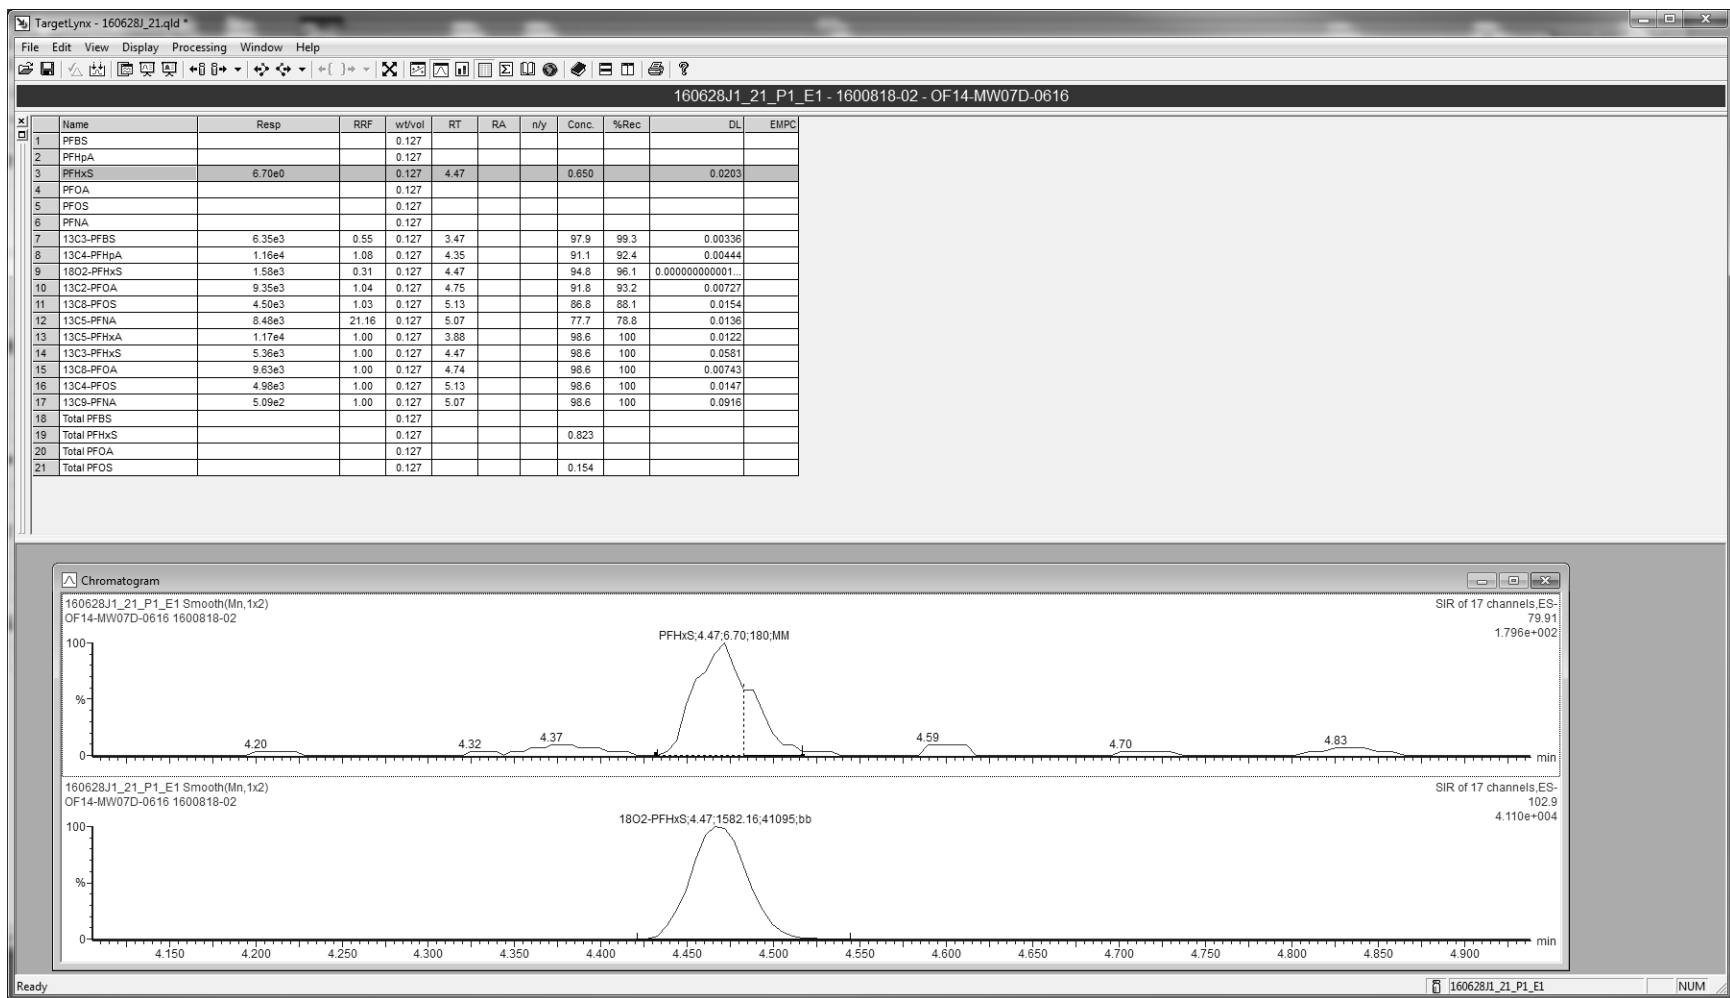 TargetLynx - 160628J_21.qld *
File Edit View Display Processing Window Help
160628J1_21_P1_E1 - 1600818-02 - OF14-MW07D-0616
Name Resp RRF wt/vol RT RA n/y Conc. %Rec DL EMPC
1 PFBS 0.127
2 PFHpA 0.127
3 PFHxS 6.70e0 0.127 4.47 0.650 0.0203
4 PFOA 0.127
5 PFOS 0.127
6 PFNA 0.127
7 13C3-PFBS 6.35e3 0.55 0.127 3.47 97.9 99.3 0.00336
8 13C4-PFHpA 1.16e4 1.08 0.127 4.35 91.1 92.4 0.00444
9 18O2-PFHxS 1.58e3 0.31 0.127 4.47 94.8 96.1 0.000000000001...
10 13C2-PFOA 9.35e3 1.04 0.127 4.75 91.8 93.2 0.00727
11 13C8-PFOS 4.50e3 1.03 0.127 5.13 86.8 88.1 0.0154
12 13C5-PFNA 8.48e3 21.16 0.127 5.07 77.7 78.8 0.0136
13 13C5-PFHxA 1.17e4 1.00 0.127 3.88 98.6 100 0.0122
14 13C3-PFHxS 5.36e3 1.00 0.127 4.47 98.6 100 0.0581
15 13C8-PFOA 9.63e3 1.00 0.127 4.74 98.6 100 0.00743
16 13C4-PFOS 4.98e3 1.00 0.127 5.13 98.6 100 0.0147
17 13C9-PFNA 5.09e2 1.00 0.127 5.07 98.6 100 0.0916
18 Total PFBS 0.127
19 Total PFHxS 0.127 0.823
20 Total PFOA 0.127
21 Total PFOS 0.127 0.154
Chromatogram
160628J1_21_P1_E1 Smooth(Mn,1x2) SIR of 17 channels,ES-
OF14-MW07D-0616 1600818-02 79.91
1.796e+002
PFHxS;4.47;6.70;180;MM
100
%
4.20 4.32 4.37 4.59 4.70 4.83
0
min
160628J1_21_P1_E1 Smooth(Mn,1x2) SIR of 17 channels,ES-
OF14-MW07D-0616 1600818-02 102.9
4.110e+004
18O2-PFHxS;4.47;1582.16;41095;bb
100
%
0
min
4.150 4.200 4.250 4.300 4.350 4.400 4.450 4.500 4.550 4.600 4.650 4.700 4.750 4.800 4.850 4.900
Ready 160628J1_21_P1_E1 NUM